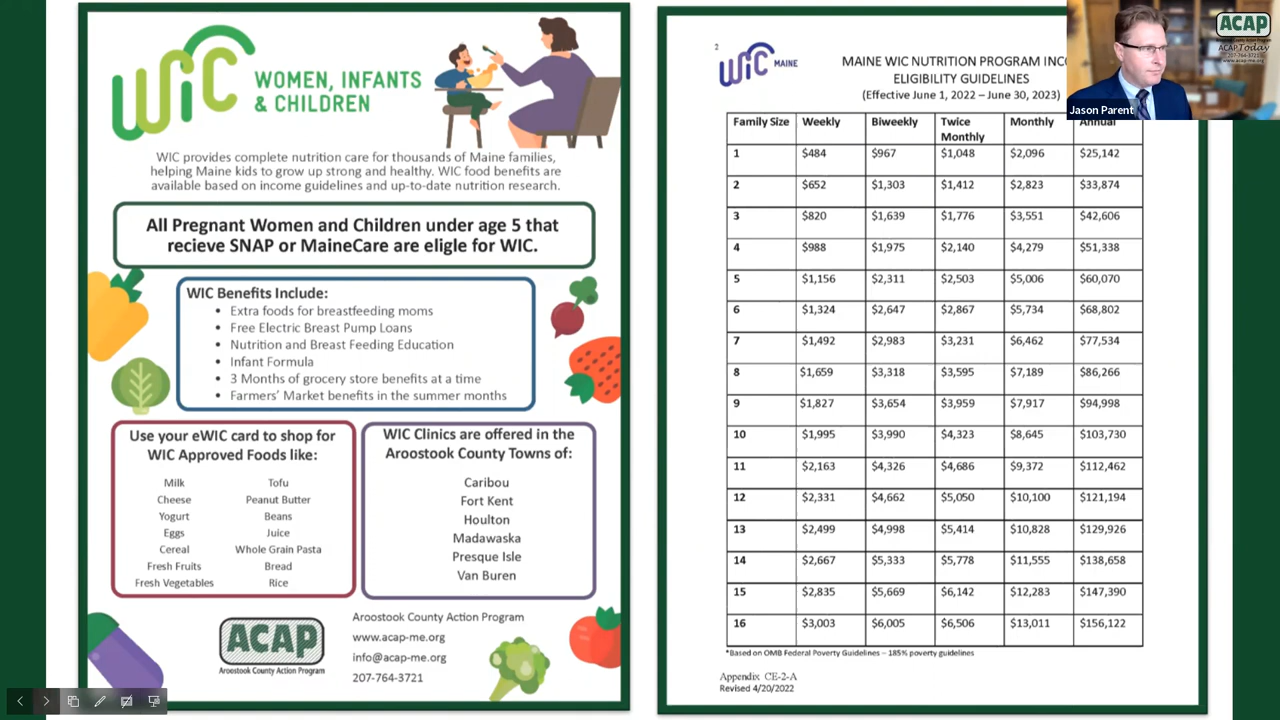 WiC WOMEN, INFANTS
& CHILDREN
WIC provides complete nutrition care for thousands of Maine families,
helping Maine kids to grow up strong and healthy. WIC food benefits are
available based on income guidelines and up-to-date nutrition research.
All Pregnant Women and Children under age 5 that
recieve SNAP or MaineCare are eligle for WIC.
WIC Benefits Include:
• Extra foods for breastfeeding moms
• Free Electric Breast Pump Loans
• Nutrition and Breast Feeding Education
• Infant Formula
• 3 Months of grocery store benefits at a time
• Farmers' Market benefits in the summer months
Use your eWIC card to shop for
WIC Approved Foods like:
Milk Tofu
Cheese Peanut Butter
Yogurt Beans
Eggs Juice
Cereal Whole Grain Pasta
Fresh Fruits Bread
Fresh Vegetables Rice
WIC Clinics are offered in the
Aroostook County Towns of:
Caribou
Fort Kent
Houlton
Madawaska
Presque Isle
Van Buren
ACAP
Aroostook County Action Program
Aroostook County Action Program
www.acap-me.org
info@acap-me.org
207-764-3721
2
WiC MAINE
MAINE WIC NUTRITION PROGRAM
ELIGIBILITY GUIDELINES
(Effective June 1, 2022 – June 30, 2023)
Family Size Weekly Biweekly Twice Monthly Monthly Annual
1 $484 $967 $1,048 $2,096 $25,142
2 $652 $1,303 $1,412 $2,823 $33,874
3 $820 $1,639 $1,776 $3,551 $42,606
4 $988 $1,975 $2,140 $4,279 $51,338
5 $1,156 $2,311 $2,503 $5,006 $60,070
6 $1,324 $2,647 $2,867 $5,734 $68,802
7 $1,492 $2,983 $3,231 $6,462 $77,534
8 $1,659 $3,318 $3,595 $7,189 $86,266
9 $1,827 $3,654 $3,959 $7,917 $94,998
10 $1,995 $3,990 $4,323 $8,645 $103,730
11 $2,163 $4,326 $4,686 $9,372 $112,462
12 $2,331 $4,662 $5,050 $10,100 $121,194
13 $2,499 $4,998 $5,414 $10,828 $129,926
14 $2,667 $5,333 $5,778 $11,555 $138,658
15 $2,835 $5,669 $6,142 $12,283 $147,390
16 $3,003 $6,005 $6,506 $13,011 $156,122
*Based on OMB Federal Poverty Guidelines – 185% poverty guidelines
Appendix CE-2-A
Revised 4/20/2022
ACAP
ACAP Today
207-764-3721
www.acap-me.org
Jason Parent